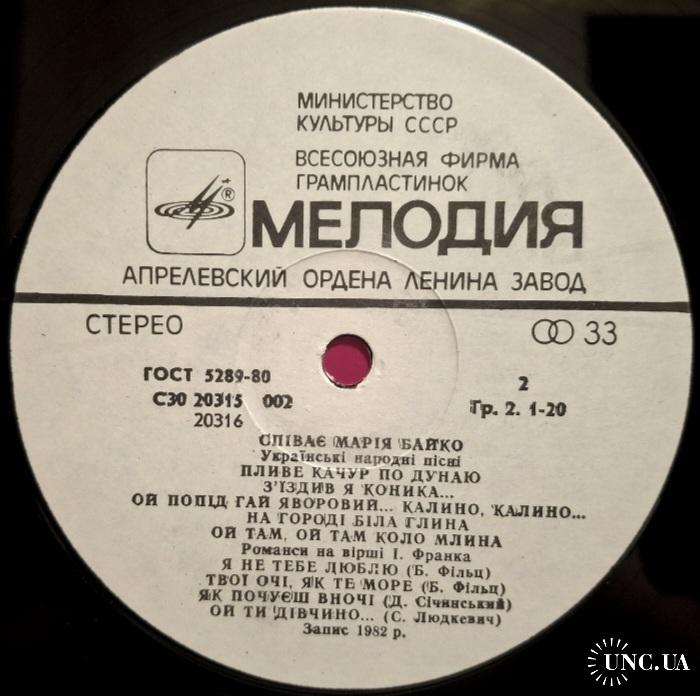 МИНИСТЕРСТВО
КУЛЬТУРЫ СССР
ВСЕСОЮЗНАЯ ФИРМА
ГРАМПЛАСТИНОК
®
МЕЛОДИЯ
АПРЕЛЕВСКИЙ ОРДЕНА ЛЕНИНА ЗАВОД
СТЕРЕО
33
ГОСТ 5289-80
2
С30 20315 002
Гр. 2. 1-20
20316
СПІВАЄ МАРІЯ БАЙКО
Українські народні пісні
ПЛИВЕ КАЧУР ПО ДУНАЮ
З'ЇЗДИВ Я КОНИКА...
ОЙ ПОПІД ГАЙ ЯВОРОВИЙ... КАЛИНО, КАЛИНО...
НА ГОРОДІ БІЛА ГЛИНА
ОЙ ТАМ, ОЙ ТАМ КОЛО МЛИНА
Романси на вірші І. Франка
Я НЕ ТЕБЕ ЛЮБЛЮ (Б. Фільц)
ТВОЇ ОЧІ, ЯК ТЕ МОРЕ (Б. Фільц)
ЯК ПОЧУЄШ ВНОЧІ (Д. Січинський)
ОЙ ТИ ДІВЧИНО... (С. Людкевич)
Запис 1982 р.
UNC.UA